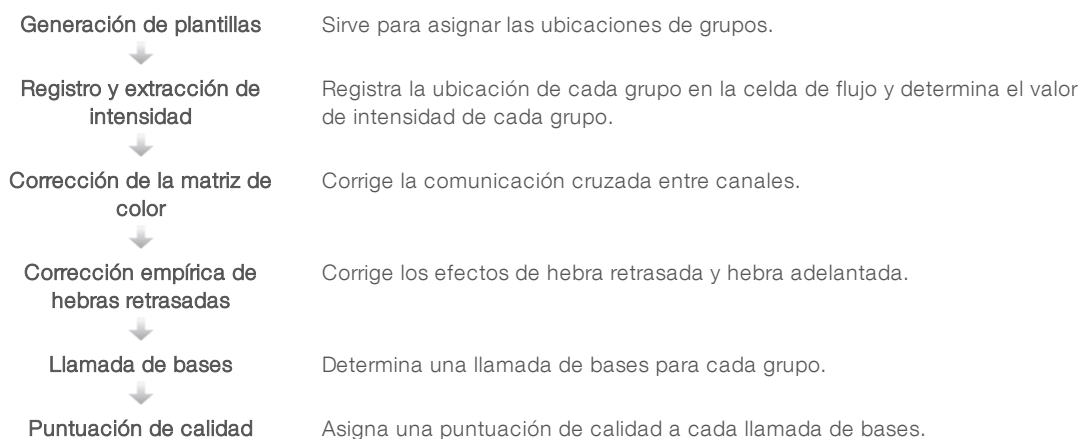 Generación de plantillas
Sirve para asignar las ubicaciones de grupos.
Registro y extracción de
intensidad
Registra la ubicación de cada grupo en la celda de flujo y determina el valor
de intensidad de cada grupo.
Corrección de la matriz de
color
Corrige la comunicación cruzada entre canales.
Corrección empírica de
hebras retrasadas
Corrige los efectos de hebra retrasada y hebra adelantada.
Llamada de bases
Determina una llamada de bases para cada grupo.
Puntuación de calidad
Asigna una puntuación de calidad a cada llamada de bases.